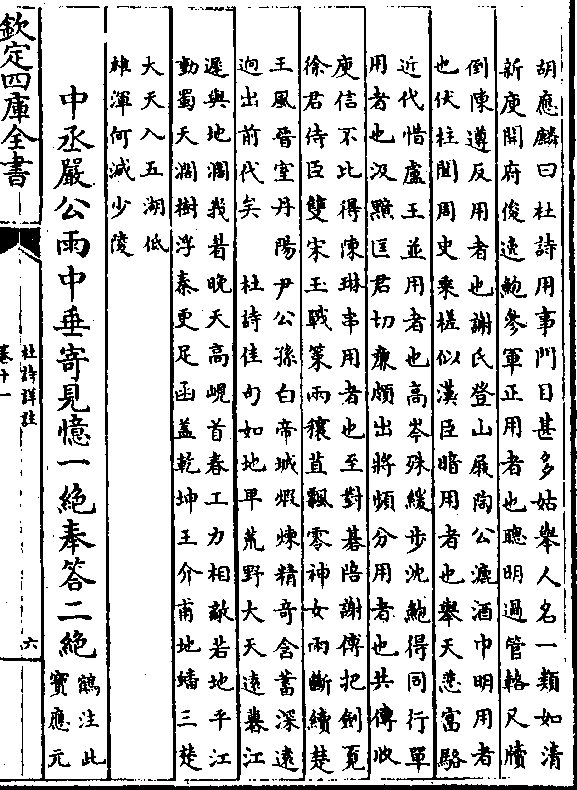 胡應麟曰杜詩用事門目甚多姑舉人名一類如清
新庾開府俊逸鮑參軍正用者也聰明過管輅尺牘
倒陳遵反用者也謝氏登山屐陶公漉酒巾明用者
也伏柱聞周史乘槎似漢臣暗用者也舉天悲富駱
近代惜盧王並用者也高岑殊緩步沈鮑得同行單
用者也汲黯匡君切廉頗出將頻分用者也共傳收
庾信不比得陳琳串用者也至對碁陪謝傅把劍覓
徐君侍臣雙宋玉戰策兩穰苴飄零神女雨斷續楚
王風晉室丹陽尹公孫白帝城煆煉精奇含蓄深遠
迥出前代矣 杜詩佳句如地平荒野大天遠暮江
遲與地濶峩眉晚天高峴首春工力相敵若地平江
動蜀天濶樹浮秦更足函蓋乾坤王介甫地蟠三楚
大天入五湖低
雄渾何減少陵
中丞嚴公雨中垂寄見憶一絶奉答二絶
鶴注此
寶應元
欽定四庫全書
杜詩詳註
卷十一
六